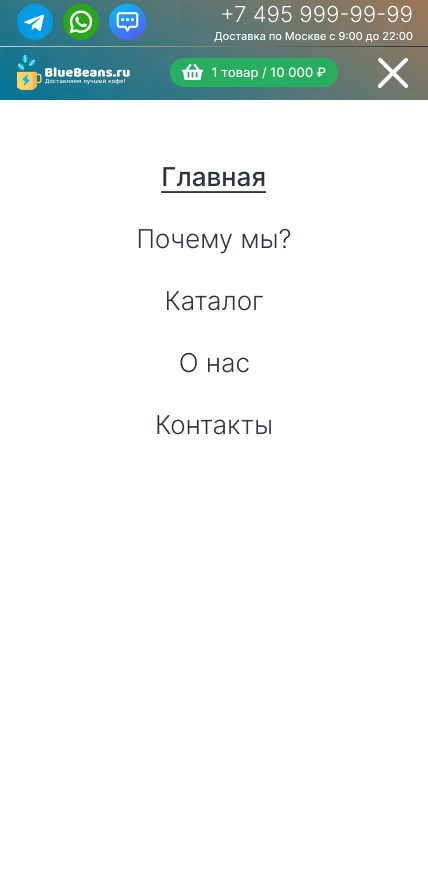 +7 495 999-99-99
Доставка по Москве с 9:00 до 22:00
BlueBeans.ru
Доставляем лучший кофе!
1 товар / 10 000 ₽
Главная
Почему мы?
Каталог
О нас
Контакты